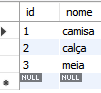 id nome
1 camisa
2 calça
3 meia
NULL NULL